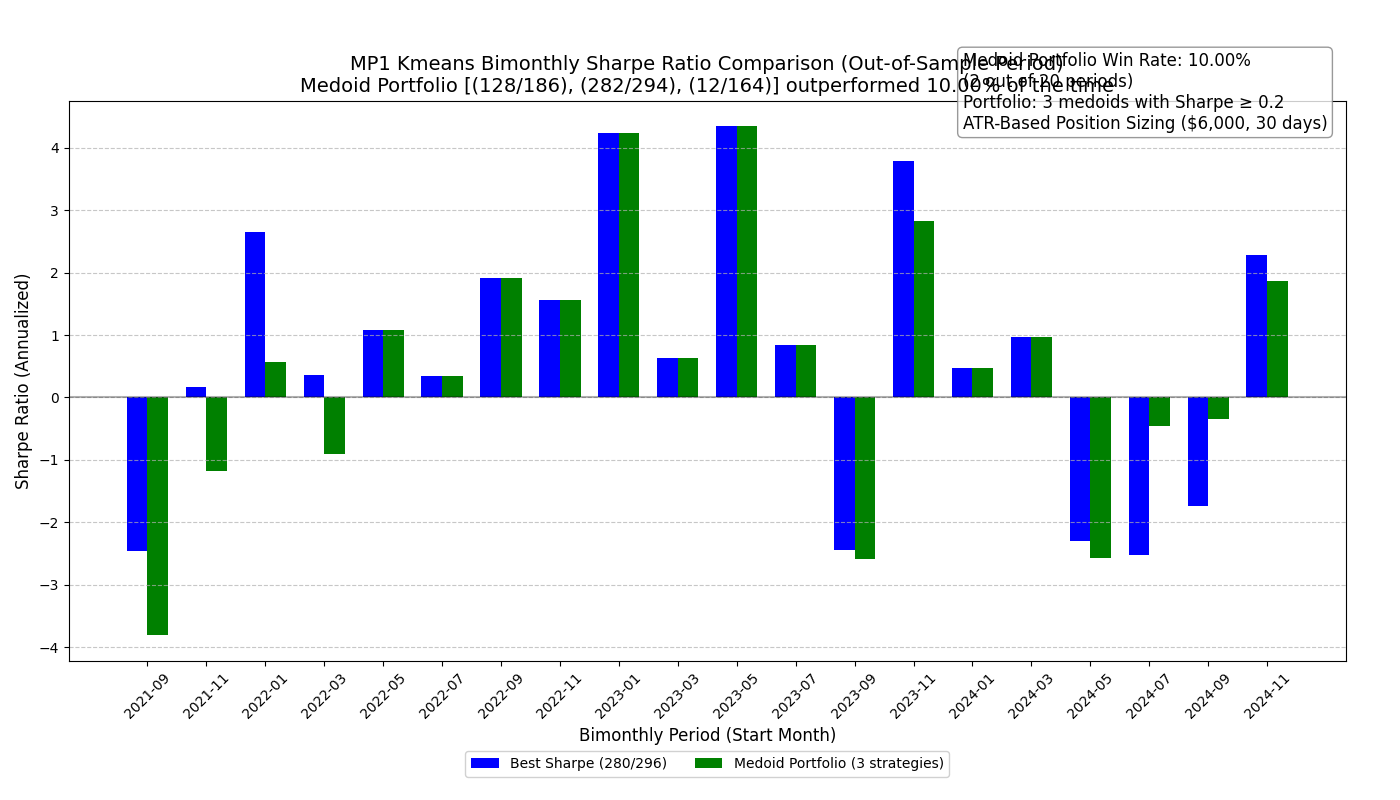 MP1 Kmeans Bimonthly Sharpe Ratio Comparison (Out-of-Sample Period)
Medoid Portfolio [(128/186), (282/294), (12/164)] outperformed 10.00% of the time
Medoid Portfolio Win Rate: 10.00%
(2 out of 20 periods)
Portfolio: 3 medoids with Sharpe ≥ 0.2
ATR-Based Position Sizing ($6,000, 30 days)
Sharpe Ratio (Annualized)
4
3
2
1
0
−1
−2
−3
−4
2021-09
2021-11
2022-01
2022-03
2022-05
2022-07
2022-09
2022-11
2023-01
2023-03
2023-05
2023-07
2023-09
2023-11
2024-01
2024-03
2024-05
2024-07
2024-09
2024-11
Bimonthly Period (Start Month)
Best Sharpe (280/296)
Medoid Portfolio (3 strategies)